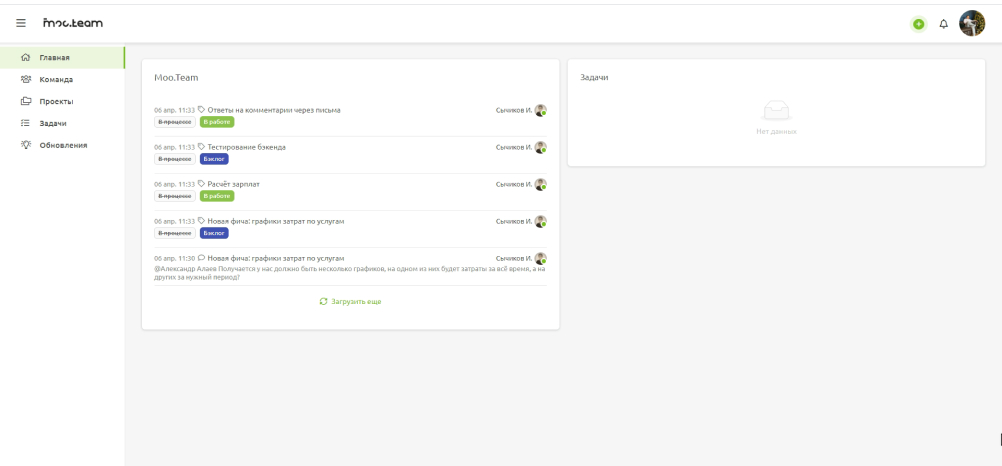 moo.team
Главная
Команда
Проекты
Задачи
Обновления
Moo.Team
06 апр. 11:33 Ответы на комментарии через письма Сычиков И.
В процессе В работе
06 апр. 11:33 Тестирование бэкенда Сычиков И.
В процессе Бэклог
06 апр. 11:33 Расчёт зарплат Сычиков И.
В процессе В работе
06 апр. 11:33 Новая фича: графики затрат по услугам Сычиков И.
В процессе Бэклог
06 апр. 11:30 Новая фича: графики затрат по услугам Сычиков И.
@Александр Алаев Получается у нас должно быть несколько графиков, на одном из них будет затраты за всё время, а на
других за нужный период?
Загрузить ещё
Задачи
Нет данных